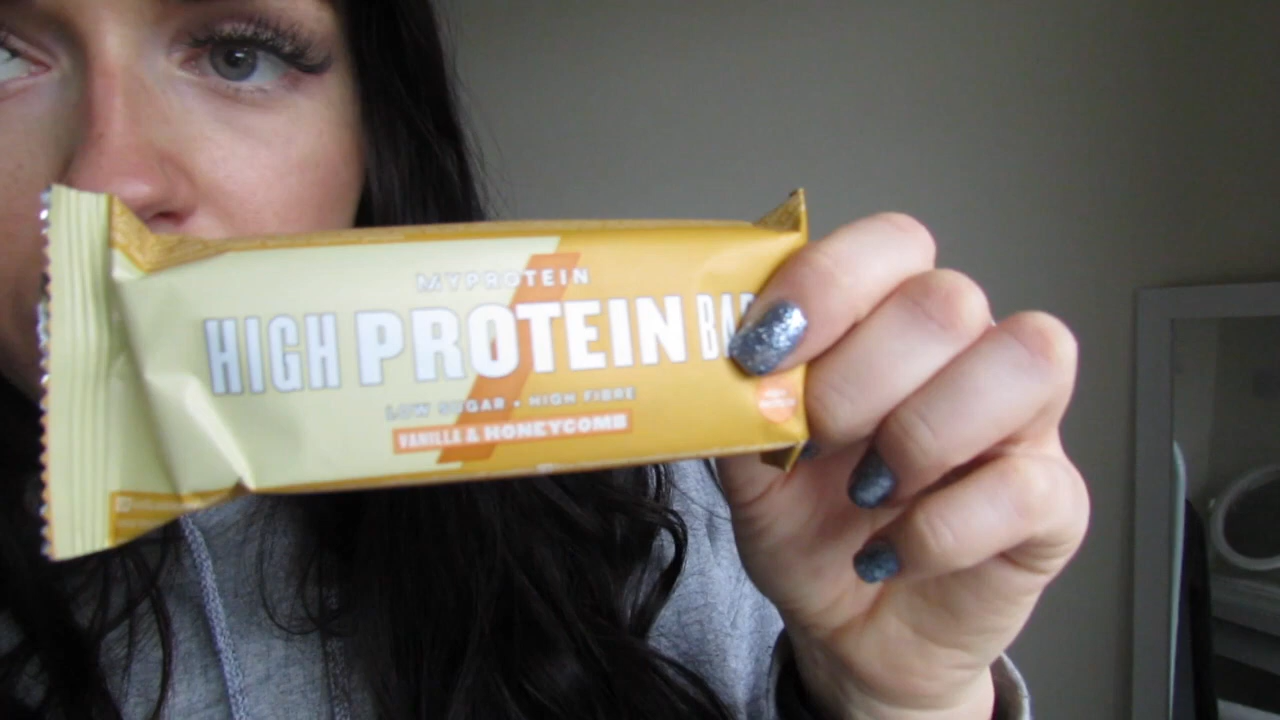 MYPROTEIN
HIGH PROTEIN BA
LOW SUGAR • HIGH FIBRE
VANILLA & HONEYCOMB